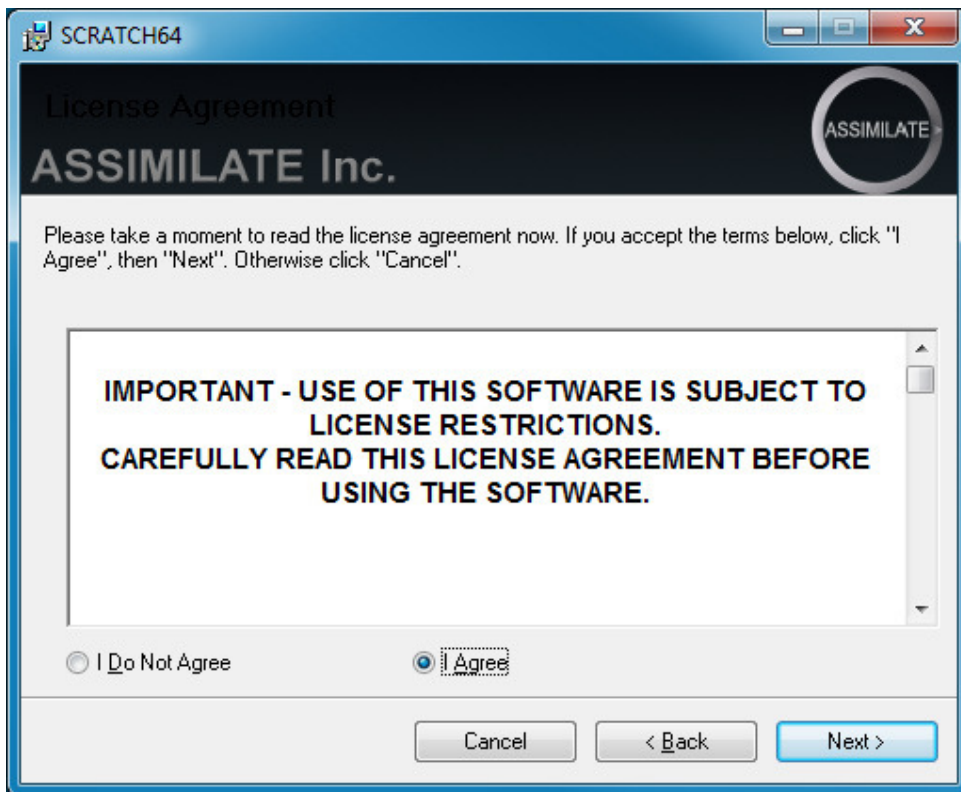 SCRATCH64
License Agreement
ASSIMILATE Inc.
ASSIMILATE
Please take a moment to read the license agreement now. If you accept the terms below, click "I
Agree", then "Next". Otherwise click "Cancel".
IMPORTANT - USE OF THIS SOFTWARE IS SUBJECT TO
LICENSE RESTRICTIONS.
CAREFULLY READ THIS LICENSE AGREEMENT BEFORE
USING THE SOFTWARE.
I Do Not Agree
I Agree
Cancel
< Back
Next >